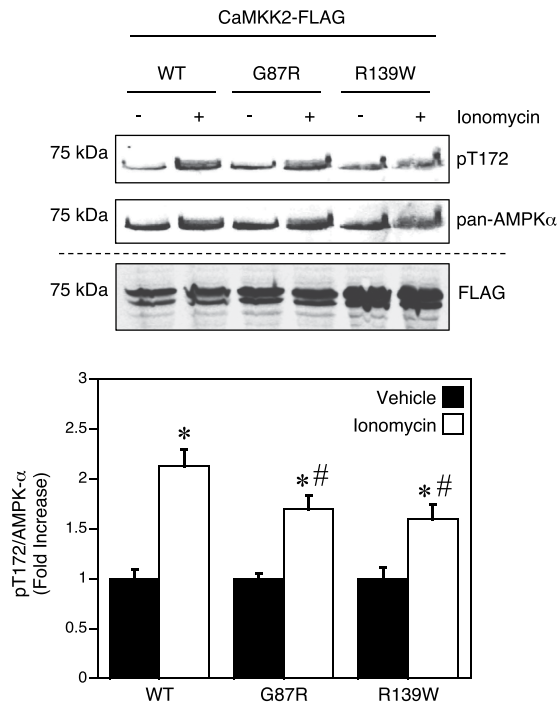 CaMKK2-FLAG
WT G87R R139W
- + - + - + Ionomycin
75 kDa pT172
75 kDa pan-AMPKα
75 kDa FLAG
3
Vehicle
Ionomycin
2.5
*
2
*#
*#
1.5
1
0.5
0
pT172/AMPK-α
(Fold Increase)
WT G87R R139W